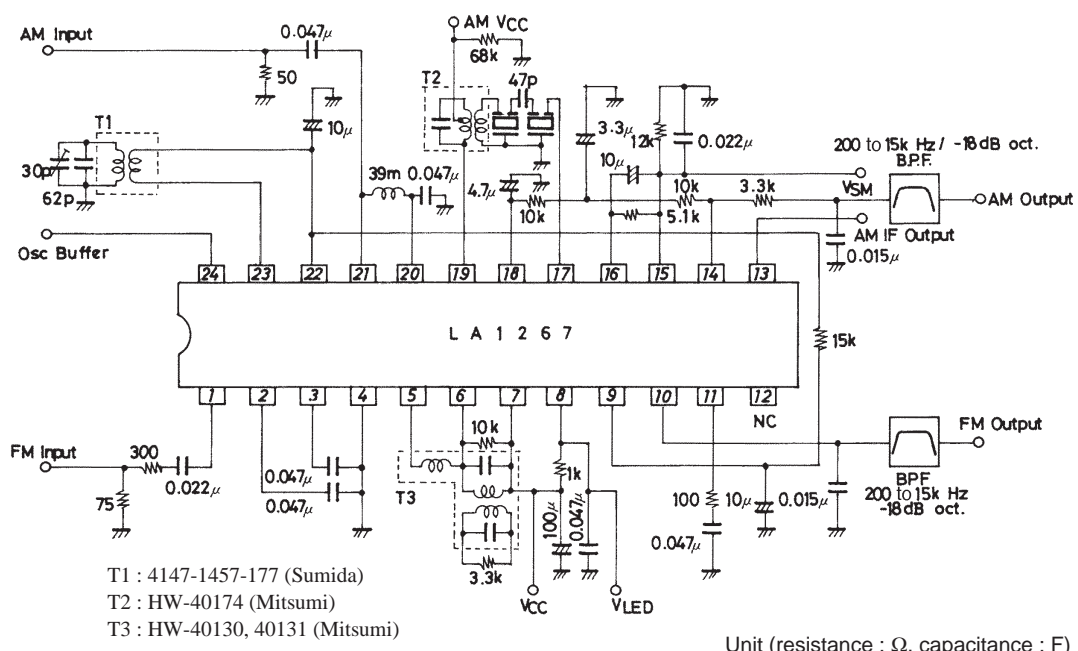 AM VCC
AM Input
0.047μ
68k
50
T2
47p
T1
10μ
3.3μ
12k
0.022μ
200 to 15k Hz / -18dB oct.
B.P.F.
30p
62p
39m
0.047μ
4.7μ
10μ
10k
10k
5.1k
3.3k
VSM
AM Output
AM IF Output
0.015μ
Osc Buffer
24 23 22 21 20 19 18 17 16 15 14 13
LA1267
15k
1 2 3 4 5 6 7 8 9 10 11 12
NC
FM Input
300
0.022μ
75
0.047μ
0.047μ
10k
T3
3.3k
1k
100μ
0.047μ
100
0.047μ
10μ
0.015μ
FM Output
BPF
200 to 15k Hz
-18dB oct.
VCC
VLED
T1 : 4147-1457-177 (Sumida)
T2 : HW-40174 (Mitsumi)
T3 : HW-40130, 40131 (Mitsumi)
Unit (resistance : Ω, capacitance : F)